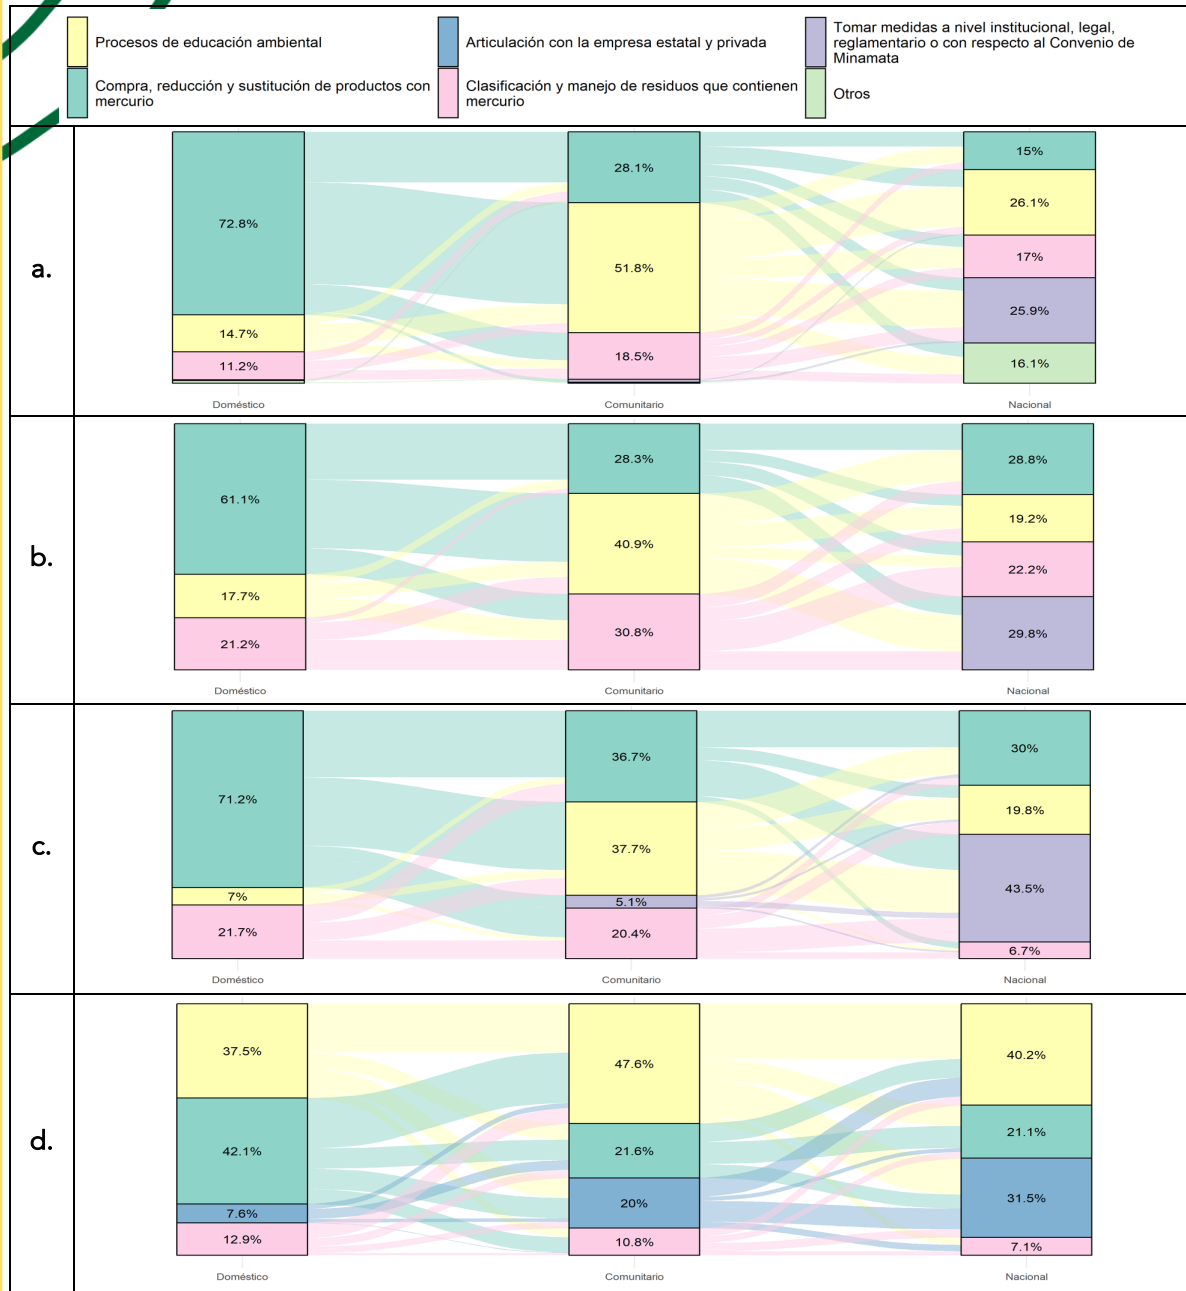 Procesos de educación ambiental
Compra, reducción y sustitución de productos con
mercurio
Articulación con la empresa estatal y privada
Clasificación y manejo de residuos que contienen
mercurio
Tomar medidas a nivel institucional, legal,
reglamentario o con respecto al Convenio de
Minamata
Otros
a.
72.8%
14.7%
11.2%
28.1%
51.8%
18.5%
15%
26.1%
17%
25.9%
16.1%
Doméstico
Comunitario
Nacional
b.
61.1%
17.7%
21.2%
28.3%
40.9%
30.8%
28.8%
19.2%
22.2%
29.8%
Doméstico
Comunitario
Nacional
c.
71.2%
7%
21.7%
36.7%
37.7%
5.1%
20.4%
30%
19.8%
43.5%
6.7%
Doméstico
Comunitario
Nacional
d.
37.5%
42.1%
7.6%
12.9%
47.6%
21.6%
20%
10.8%
40.2%
21.1%
31.5%
7.1%
Doméstico
Comunitario
Nacional